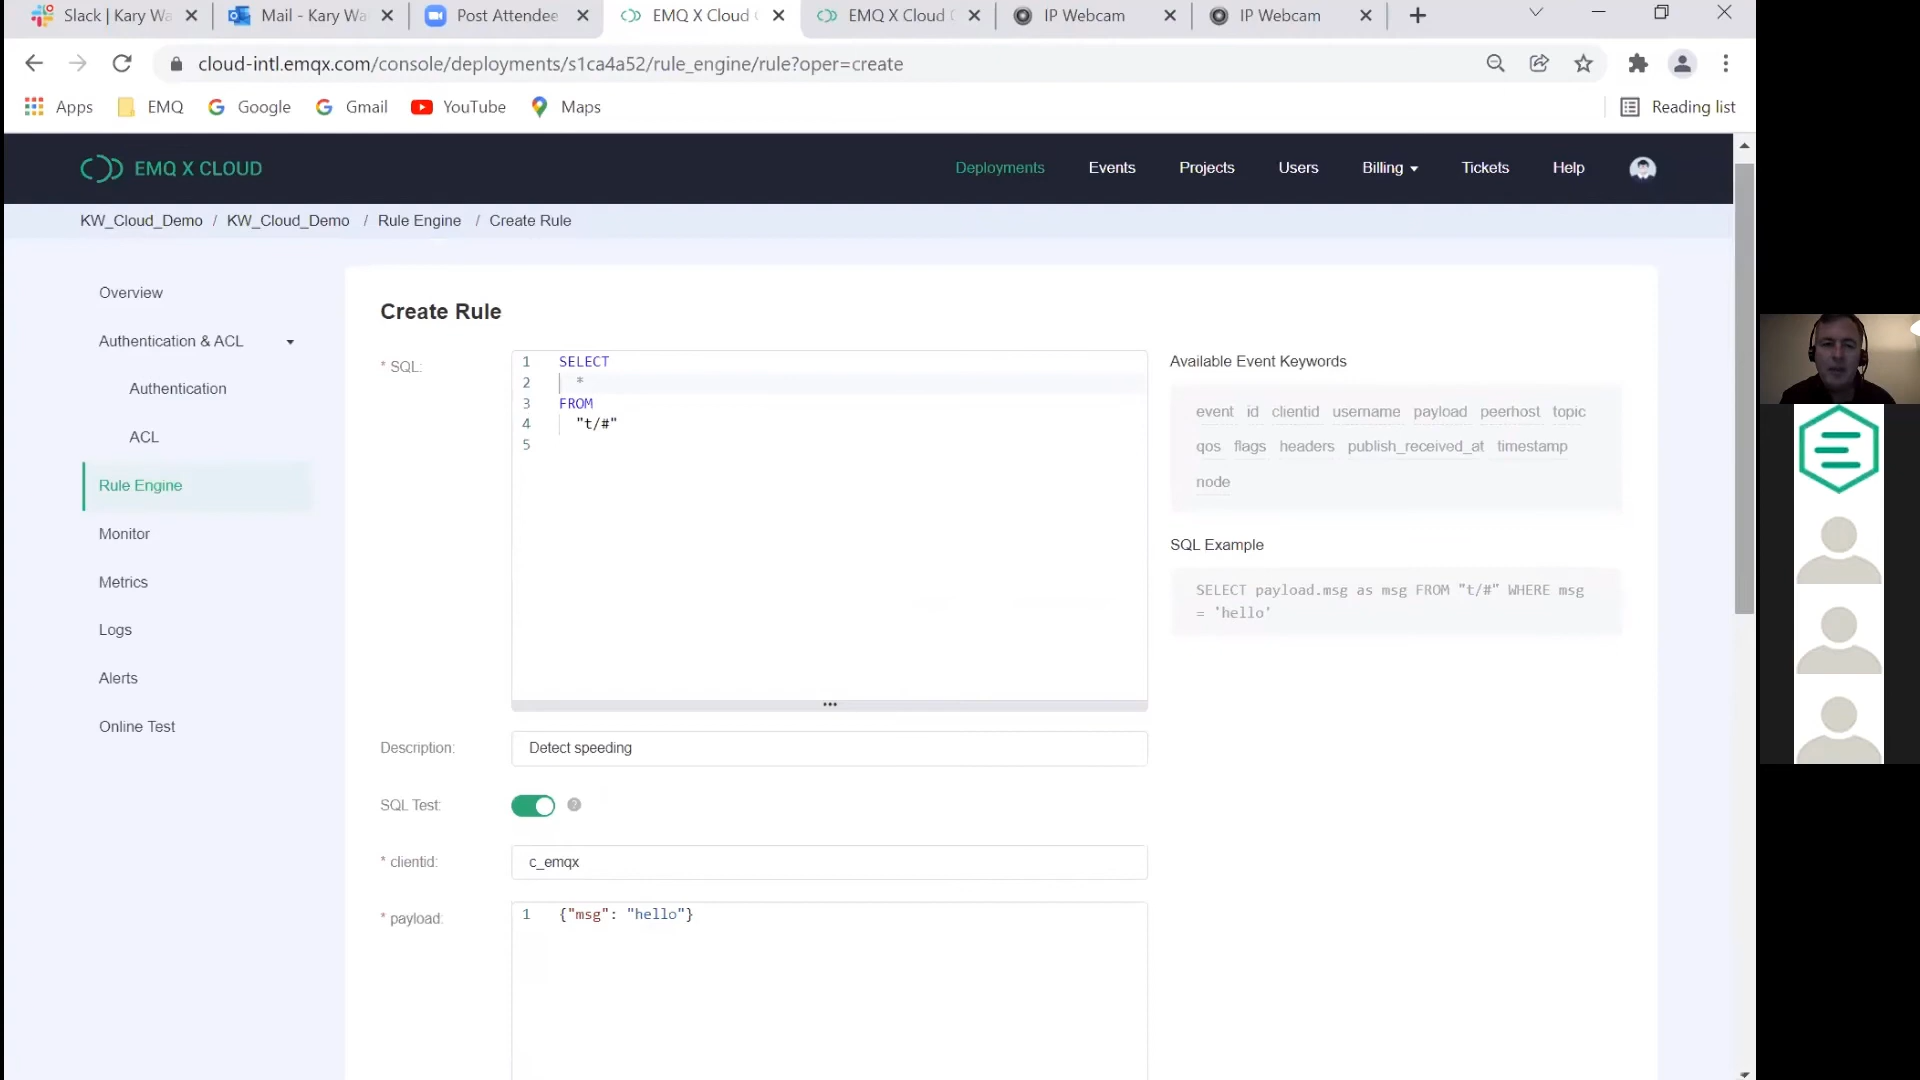 Slack | Kary Wa
Mail - Kary Wa
Post Attendee
EMQ X Cloud
EMQ X Cloud
IP Webcam
IP Webcam
cloud-intl.emqx.com/console/deployments/s1ca4a52/rule_engine/rule?oper=create
Apps
EMQ
Google
Gmail
YouTube
Maps
Reading list
EMQ X CLOUD
Deployments
Events
Projects
Users
Billing
Tickets
Help
KW_Cloud_Demo / KW_Cloud_Demo / Rule Engine / Create Rule
Overview
Authentication & ACL
Authentication
ACL
Rule Engine
Monitor
Metrics
Logs
Alerts
Online Test
Create Rule
* SQL:
1 SELECT
2 *
3 FROM
4 "t/#"
5
Available Event Keywords
event id clientid username payload peerhost topic
qos flags headers publish_received_at timestamp
node
SQL Example
SELECT payload.msg as msg FROM "t/#" WHERE msg
= 'hello'
Description:
Detect speeding
SQL Test:
?
* clientid:
c_emqx
* payload:
1 {"msg": "hello"}